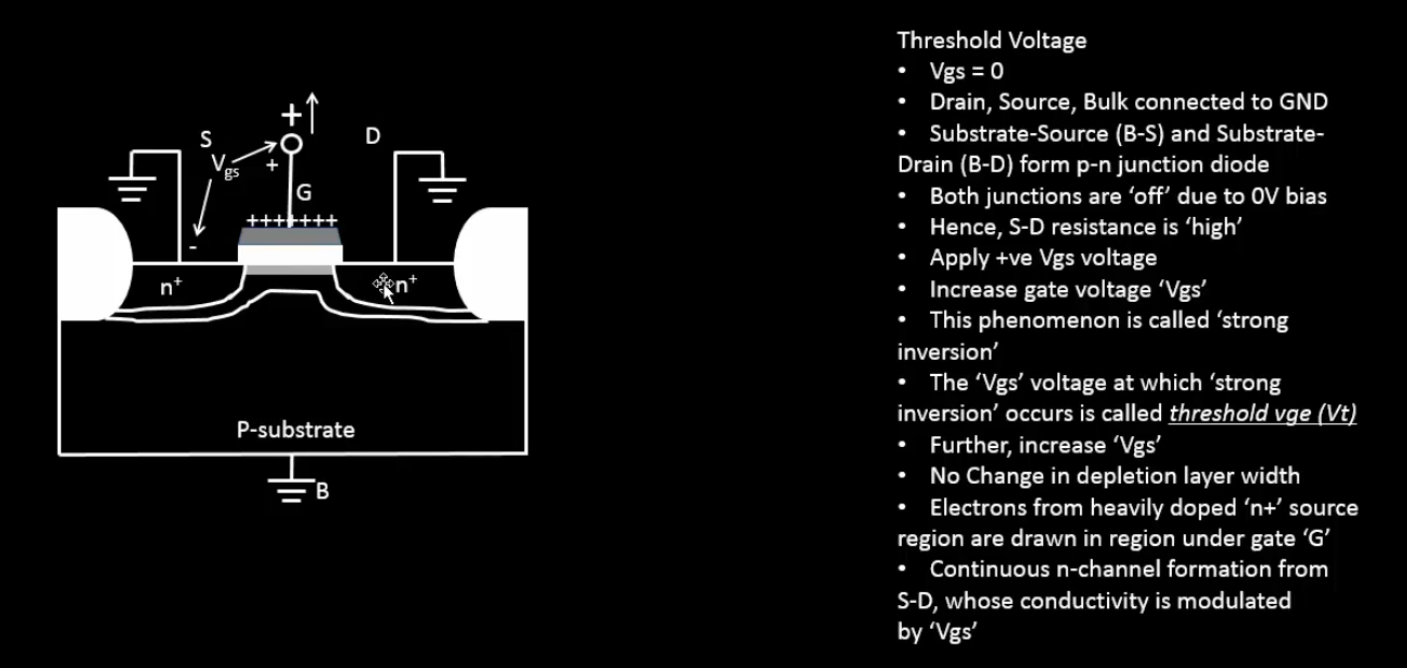 +
S
D
Vgs
+
G
+++++++
-
n+
n+
P-substrate
B
Threshold Voltage
• Vgs = 0
• Drain, Source, Bulk connected to GND
• Substrate-Source (B-S) and Substrate-
Drain (B-D) form p-n junction diode
• Both junctions are ‘off’ due to 0V bias
• Hence, S-D resistance is ‘high’
• Apply +ve Vgs voltage
• Increase gate voltage ‘Vgs’
• This phenomenon is called ‘strong
inversion’
• The ‘Vgs’ voltage at which ‘strong
inversion’ occurs is called threshold vge (Vt)
• Further, increase ‘Vgs’
• No Change in depletion layer width
• Electrons from heavily doped ‘n+’ source
region are drawn in region under gate ‘G’
• Continuous n-channel formation from
S-D, whose conductivity is modulated
by ‘Vgs’